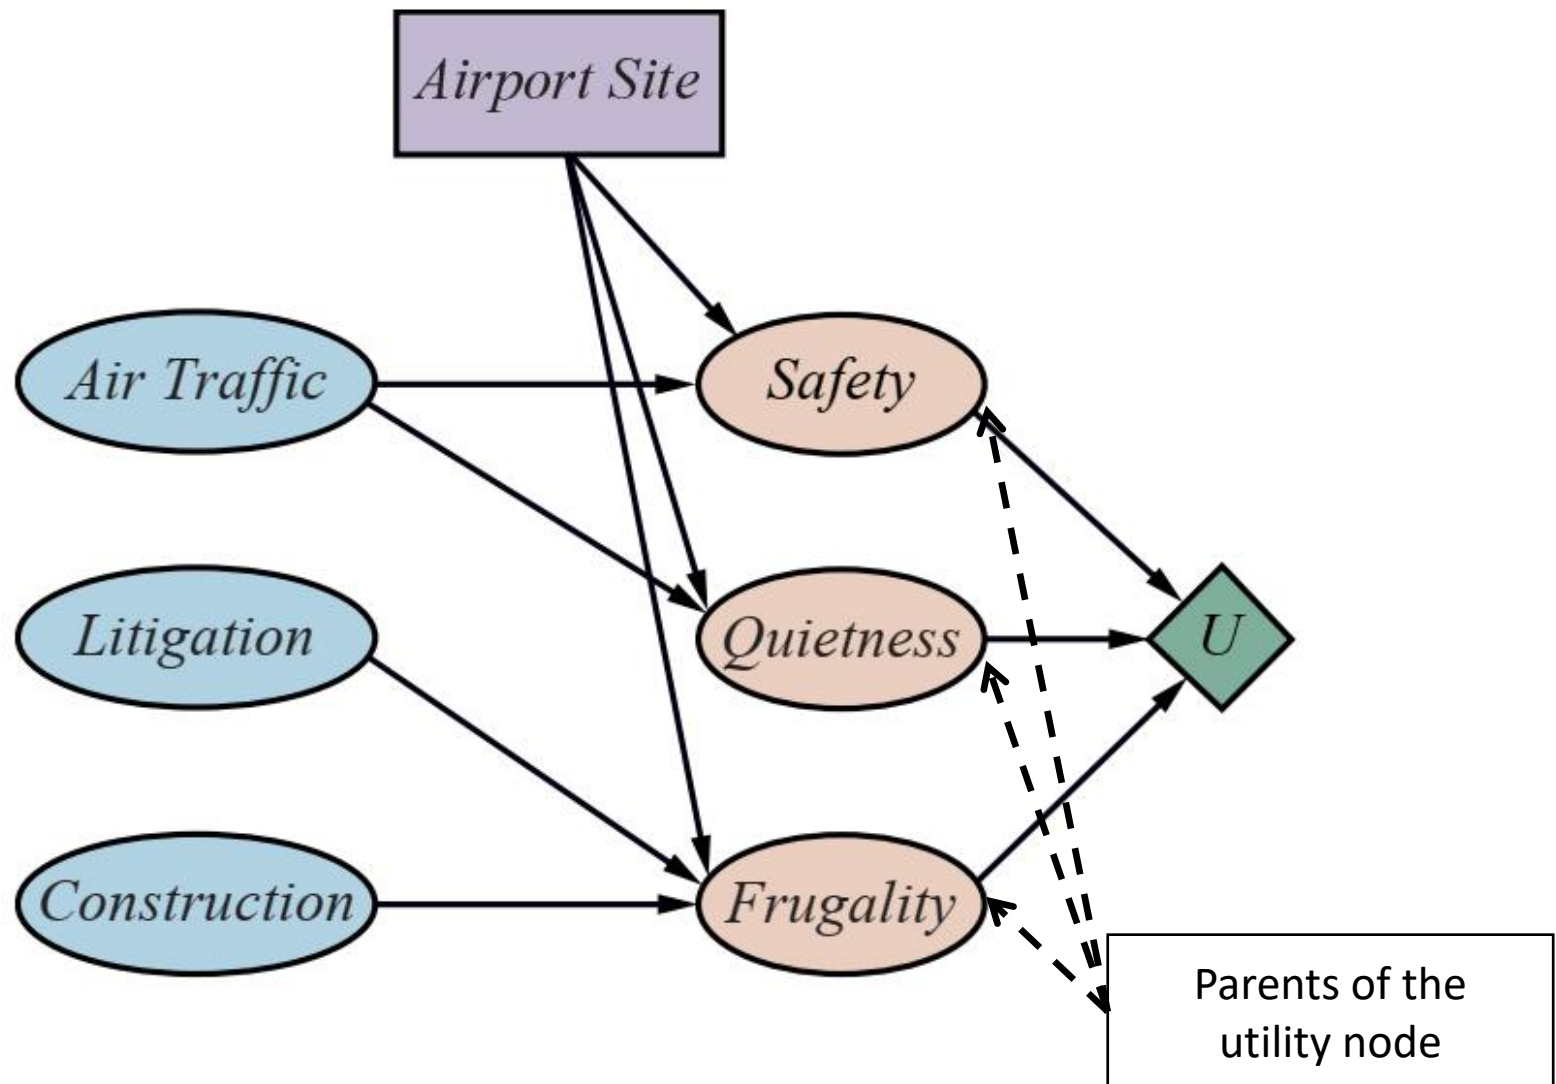 Airport Site
Air Traffic
Safety
Litigation
Quietness
U
Construction
Frugality
Parents of the
utility node